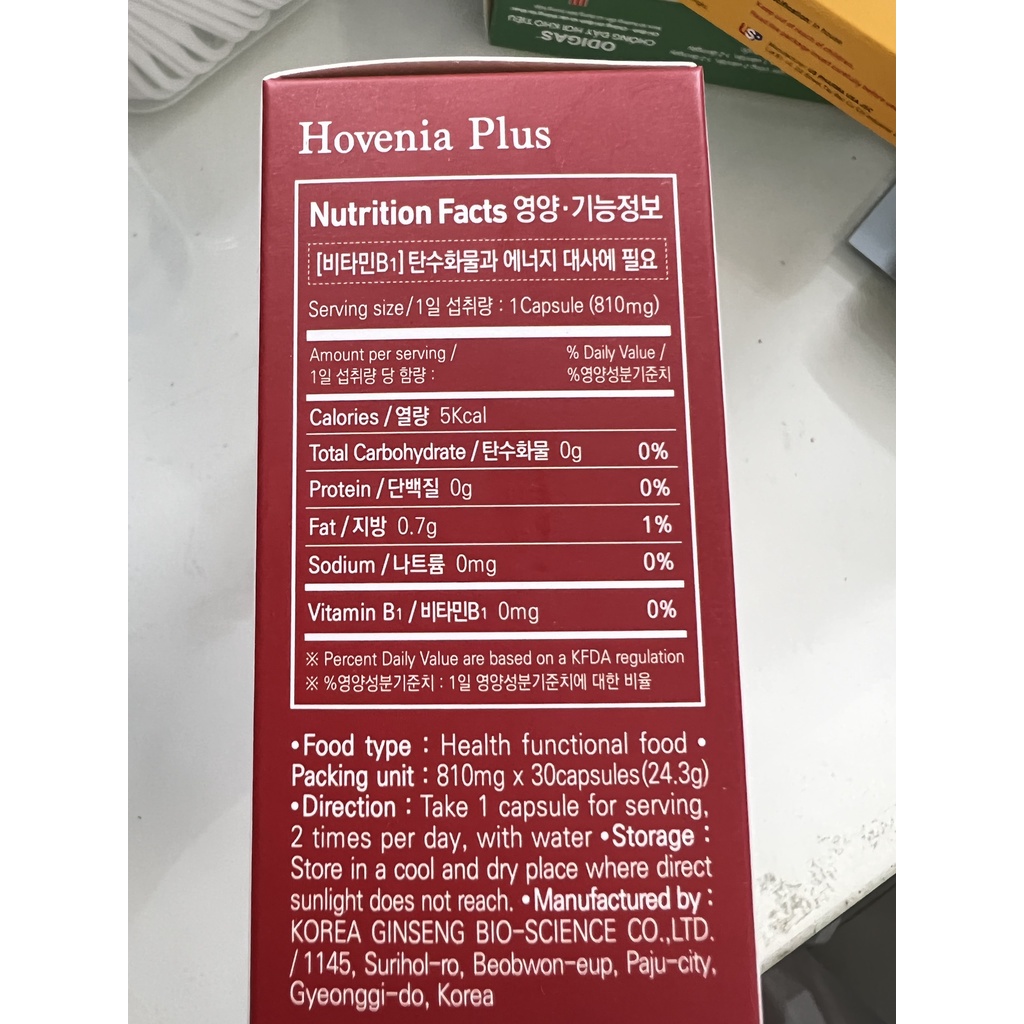 ODIGAS
CHỐNG ĐẦY HƠI KHÓ TIÊU
Hovenia Plus
Nutrition Facts 영양·기능정보
[비타민B1] 탄수화물과 에너지 대사에 필요
Serving size/1일 섭취량 : 1Capsule (810mg)
Amount per serving / % Daily Value /
1일 섭취량 당 함량 : %영양성분기준치
Calories / 열량 5Kcal
Total Carbohydrate / 탄수화물 0g 0%
Protein / 단백질 0g 0%
Fat / 지방 0.7g 1%
Sodium / 나트륨 0mg 0%
Vitamin B1 / 비타민B1 0mg 0%
※ Percent Daily Value are based on a KFDA regulation
※ %영양성분기준치 : 1일 영양성분기준치에 대한 비율
•Food type : Health functional food •
Packing unit : 810mg x 30capsules(24.3g)
•Direction : Take 1 capsule for serving,
2 times per day, with water •Storage :
Store in a cool and dry place where direct
sunlight does not reach. •Manufactured by :
KOREA GINSENG BIO-SCIENCE CO.,LTD.
/ 1145, Surihol-ro, Beobwon-eup, Paju-city,
Gyeonggi-do, Korea